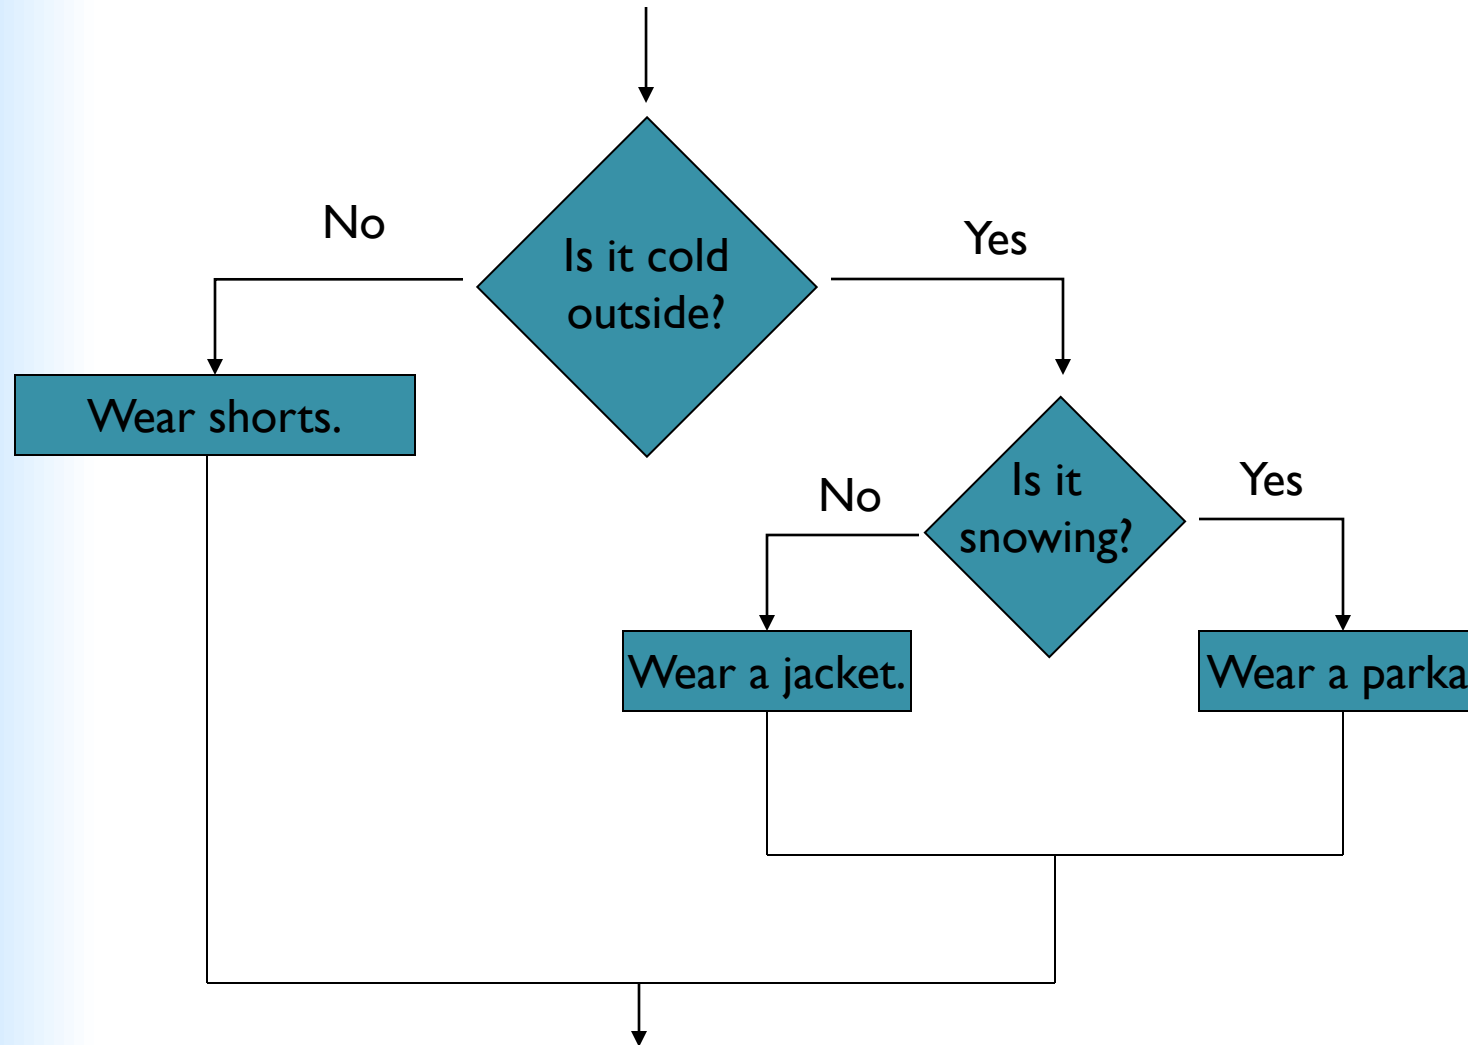 No
Is it cold
outside?
Yes
Wear shorts.
No
Is it
snowing?
Yes
Wear a jacket.
Wear a parka